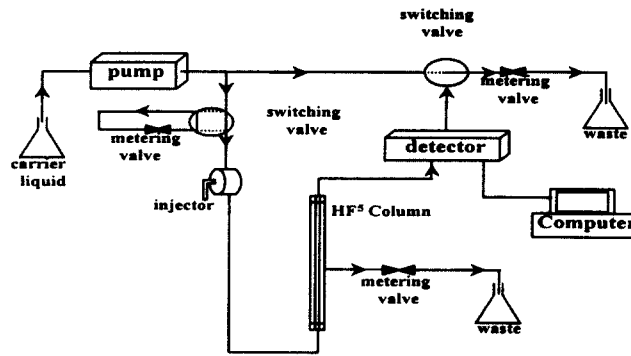 switching
valve
pump
metering
valve
waste
switching
valve
metering
valve
carrier
liquid
detector
injector
HF⁵ Column
Computer
metering
valve
waste